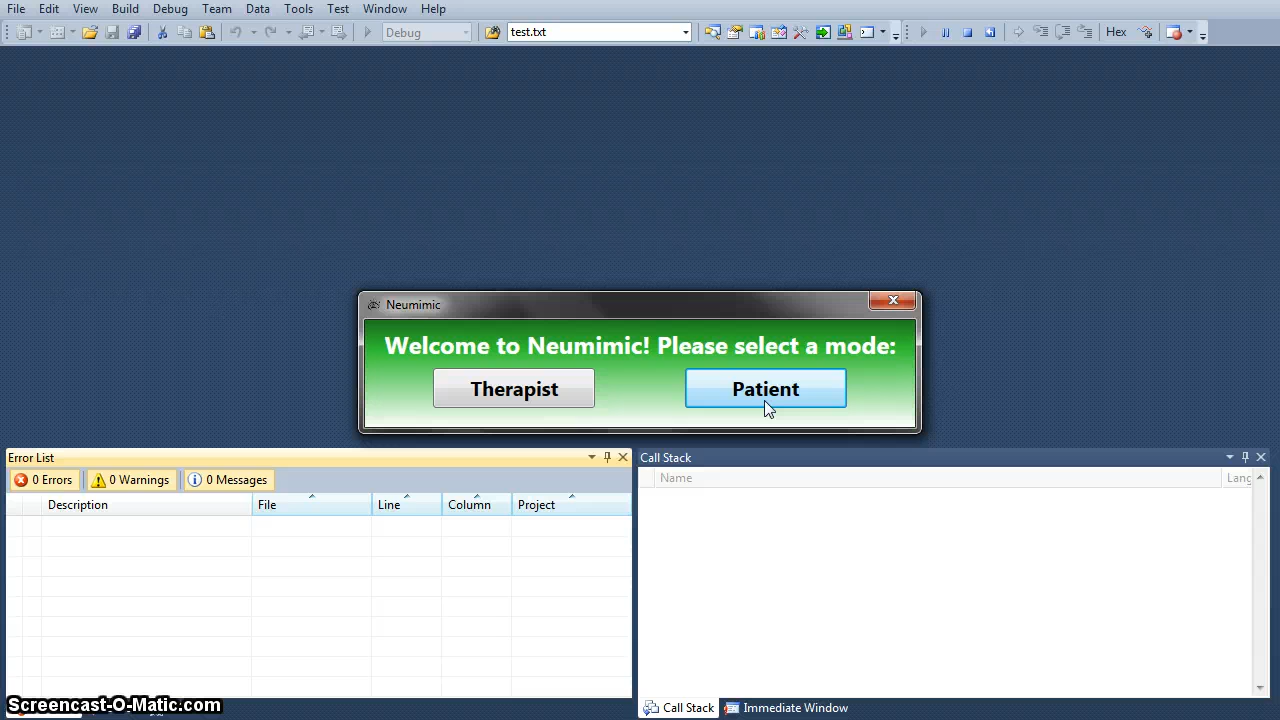 File Edit View Build Debug Team Data Tools Test Window Help
Debug test.txt Hex
Neumimic
Welcome to Neumimic! Please select a mode:
Therapist Patient
Error List
0 Errors 0 Warnings 0 Messages
Description File Line Column Project
Call Stack
Name Lang
Call Stack Immediate Window
Screencast-O-Matic.com